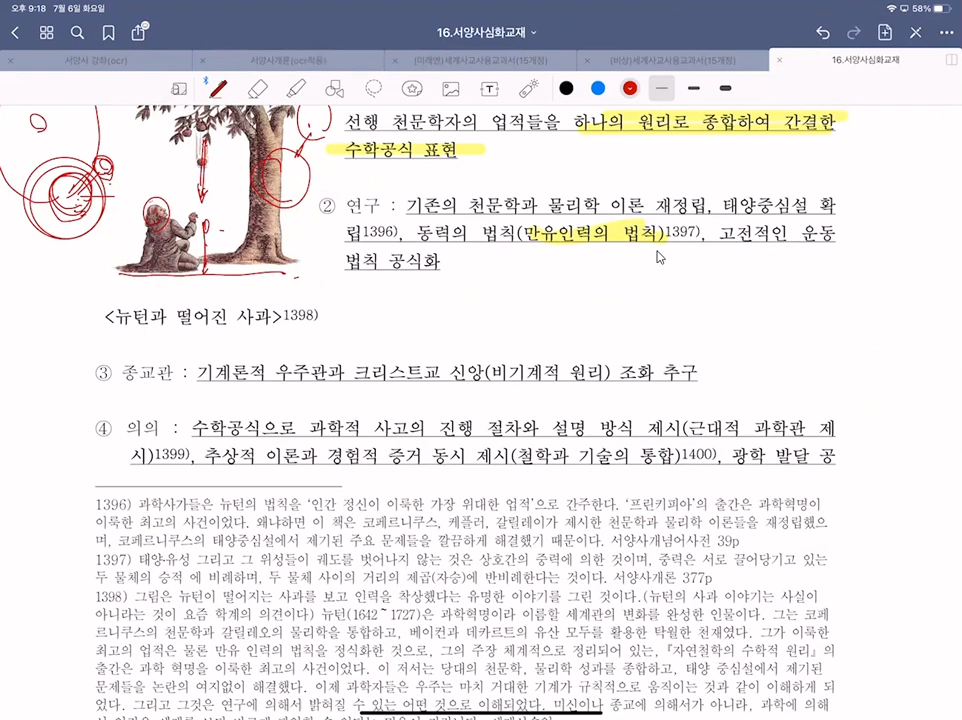 오후 9:18 7월 6일 화요일
58%
16.서양사심화교재
서양사 강좌(ocr)
서양사개론(ocr적용)
(미래엔)세계사교사용교과서(15개정)
(비상)세계사교사용교과서(15개정)
16.서양사심화교재
선행 천문학자의 업적들을 하나의 원리로 종합하여 간결한
수학공식 표현
② 연구 : 기존의 천문학과 물리학 이론 재정립, 태양중심설 확
립1396), 동력의 법칙(만유인력의 법칙)1397), 고전적인 운동
법칙 공식화
<뉴턴과 떨어진 사과>1398)
③ 종교관 : 기계론적 우주관과 크리스트교 신앙(비기계적 원리) 조화 추구
④ 의의 : 수학공식으로 과학적 사고의 진행 절차와 설명 방식 제시(근대적 과학관 제
시)1399), 추상적 이론과 경험적 증거 동시 제시(철학과 기술의 통합)1400), 광학 발달 공
1396) 과학사가들은 뉴턴의 법칙을 ‘인간 정신이 이룩한 가장 위대한 업적’으로 간주한다. ‘프린키피아’의 출간은 과학혁명이
이룩한 최고의 사건이었다. 왜냐하면 이 책은 코페르니쿠스, 케플러, 갈릴레이가 제시한 천문학과 물리학 이론들을 재정립했으
며, 코페르니쿠스의 태양중심설에서 제기된 주요 문제들을 깔끔하게 해결했기 때문이다. 서양사개념어사전 39p
1397) 태양·유성 그리고 그 위성들이 궤도를 벗어나지 않는 것은 상호간의 중력에 의한 것이며, 중력은 서로 끌어당기고 있는
두 물체의 승적 에 비례하며, 두 물체 사이의 거리의 제곱(자승)에 반비례한다는 것이다. 서양사개론 377p
1398) 그림은 뉴턴이 떨어지는 사과를 보고 인력을 착상했다는 유명한 이야기를 그린 것이다.(뉴턴의 사과 이야기는 사실이
아니라는 것이 요즘 학계의 의견이다) 뉴턴(1642~1727)은 과학혁명이라 이름할 세계관의 변화를 완성한 인물이다. 그는 코페
르니쿠스의 천문학과 갈릴레오의 물리학을 통합하고, 베이컨과 데카르트의 유산 모두를 활용한 탁월한 천재였다. 그가 이룩한
최고의 업적은 물론 만유 인력의 법칙을 정식화한 것으로, 그의 주장 체계적으로 정리되어 있는, 『자연철학의 수학적 원리』의
출간은 과학 혁명을 이룩한 최고의 사건이었다. 이 저서는 당대의 천문학, 물리학 성과를 종합하고, 태양 중심설에서 제기된
문제들을 논란의 여지없이 해결했다. 이제 과학자들은 우주는 마치 거대한 기계가 규칙적으로 움직이는 것과 같이 이해하게 되
었다. 그리고 그것은 연구에 의해서 밝혀질 수 있는 어떤 것으로 이해되었다. 미신이나 종교에 의해서가 아니라, 과학에 의해